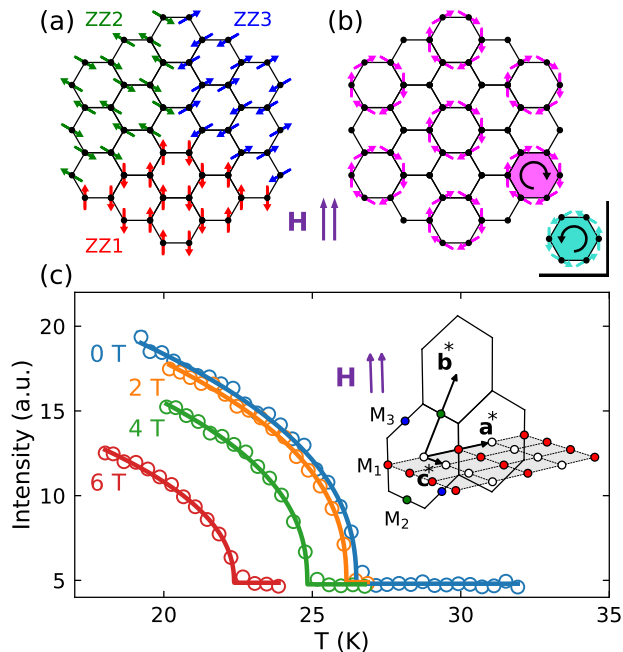 (a) ZZ2 ZZ3 (b)
ZZ1 H
(c)
20
15
10
5
Intensity (a.u.)
0 T
2 T
4 T
6 T
H
b*
a*
c*
M3
M1
M2
20 25 30 35
T (K)